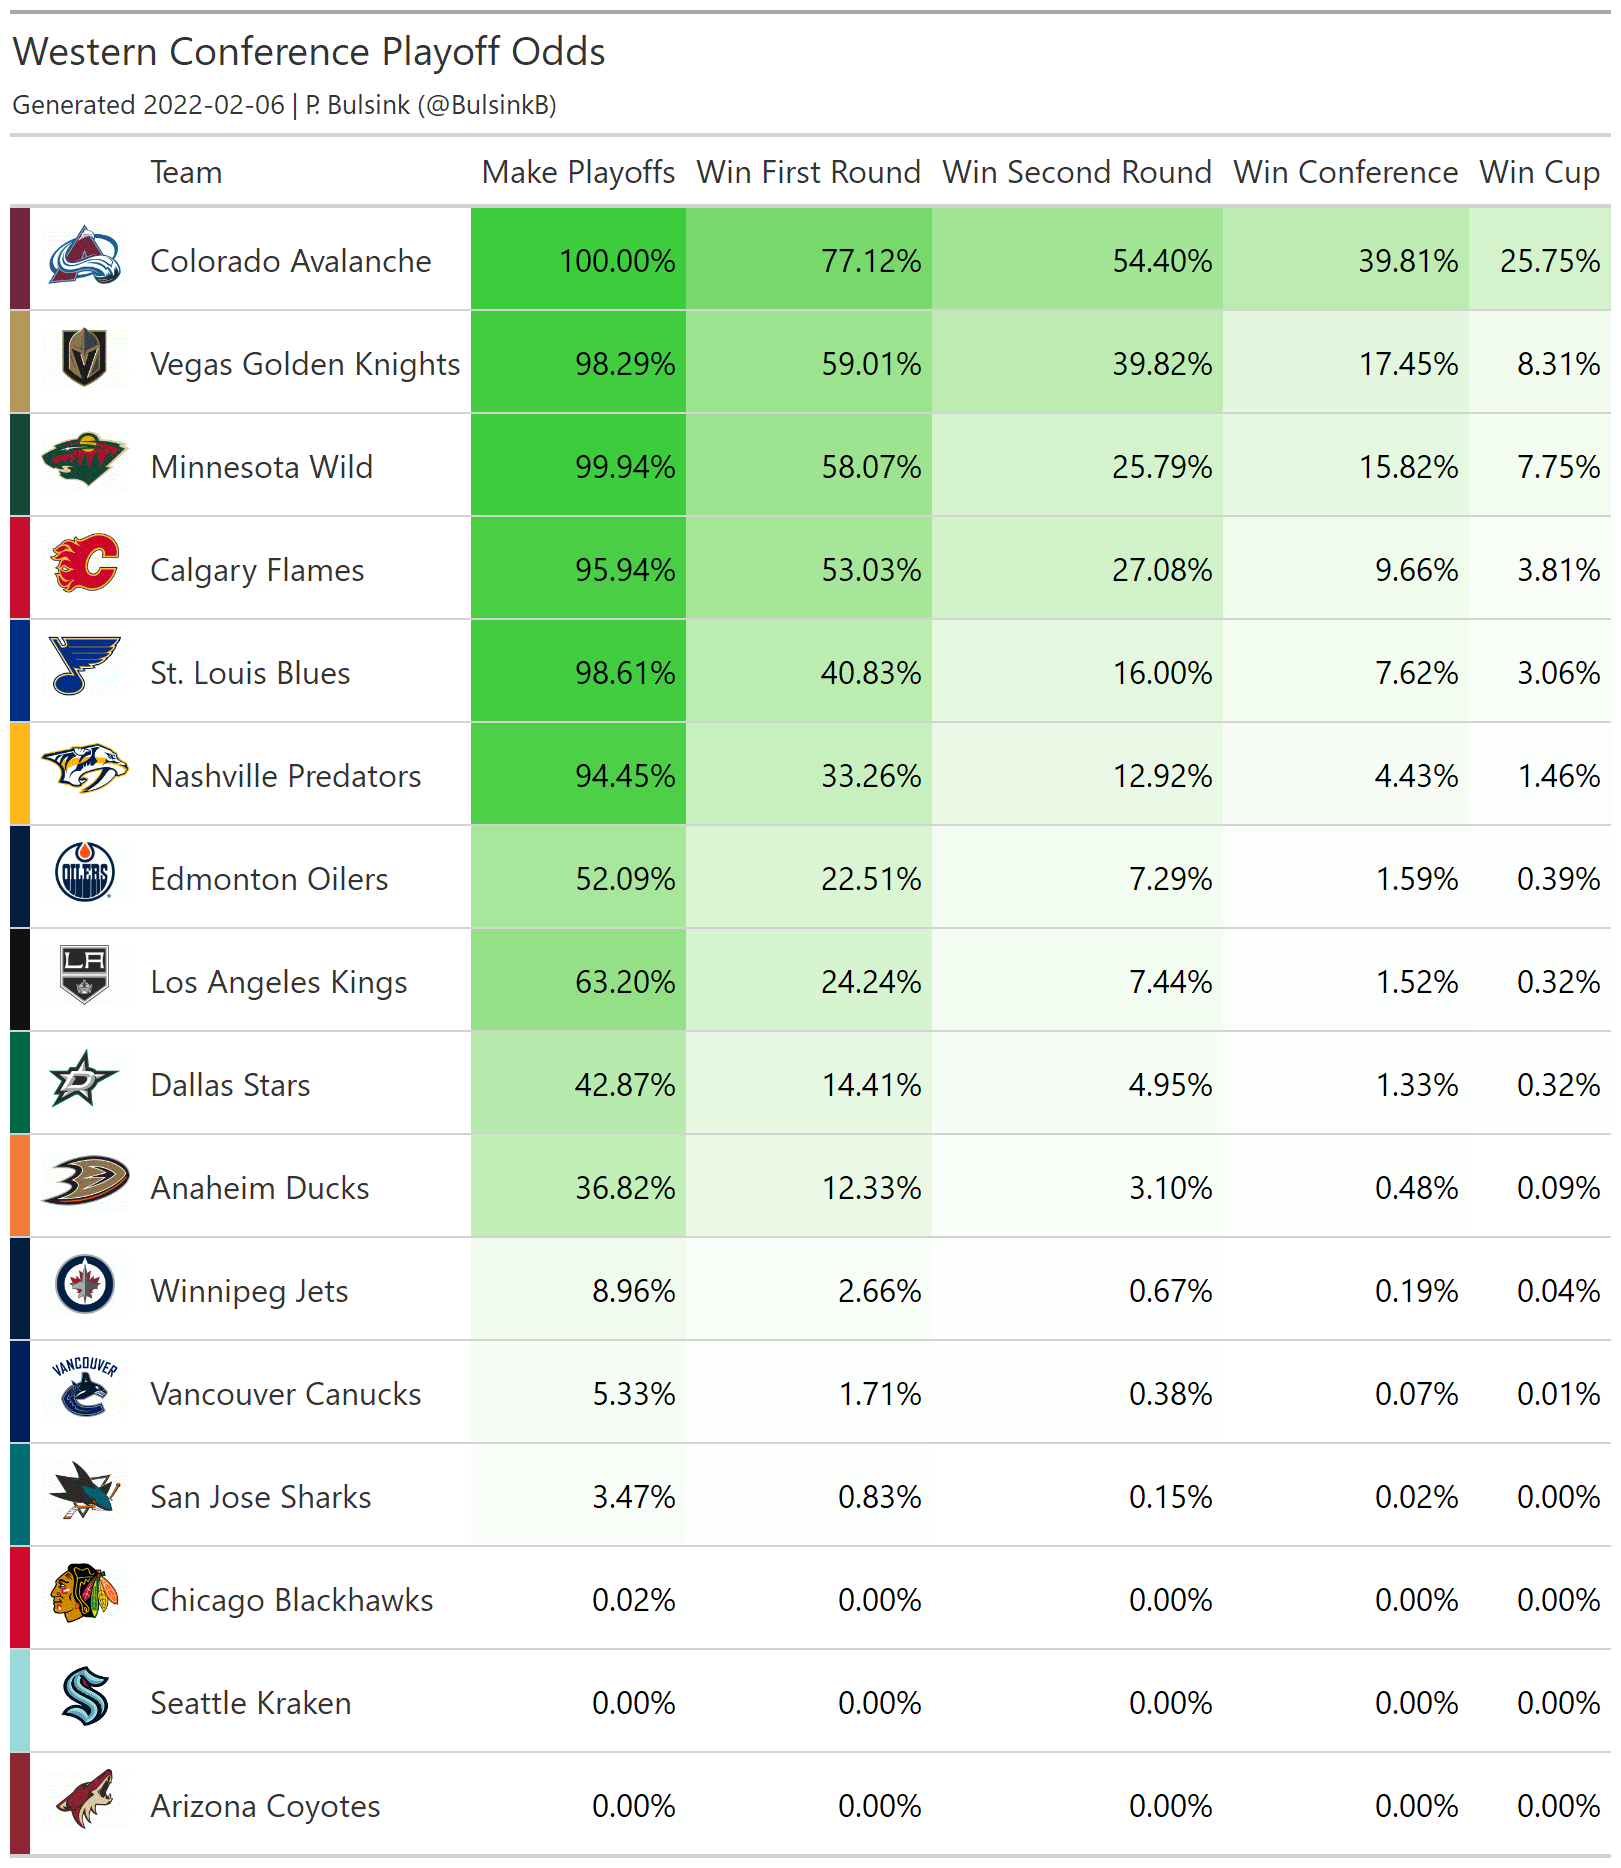 Western Conference Playoff Odds
Generated 2022-02-06 | P. Bulsink (@BulsinkB)
Team Make Playoffs Win First Round Win Second Round Win Conference Win Cup
Colorado Avalanche 100.00% 77.12% 54.40% 39.81% 25.75%
Vegas Golden Knights 98.29% 59.01% 39.82% 17.45% 8.31%
Minnesota Wild 99.94% 58.07% 25.79% 15.82% 7.75%
Calgary Flames 95.94% 53.03% 27.08% 9.66% 3.81%
St. Louis Blues 98.61% 40.83% 16.00% 7.62% 3.06%
Nashville Predators 94.45% 33.26% 12.92% 4.43% 1.46%
OILERS Edmonton Oilers 52.09% 22.51% 7.29% 1.59% 0.39%
LA Los Angeles Kings 63.20% 24.24% 7.44% 1.52% 0.32%
D Dallas Stars 42.87% 14.41% 4.95% 1.33% 0.32%
Anaheim Ducks 36.82% 12.33% 3.10% 0.48% 0.09%
Winnipeg Jets 8.96% 2.66% 0.67% 0.19% 0.04%
VANCOUVER Vancouver Canucks 5.33% 1.71% 0.38% 0.07% 0.01%
San Jose Sharks 3.47% 0.83% 0.15% 0.02% 0.00%
Chicago Blackhawks 0.02% 0.00% 0.00% 0.00% 0.00%
Seattle Kraken 0.00% 0.00% 0.00% 0.00% 0.00%
Arizona Coyotes 0.00% 0.00% 0.00% 0.00% 0.00%